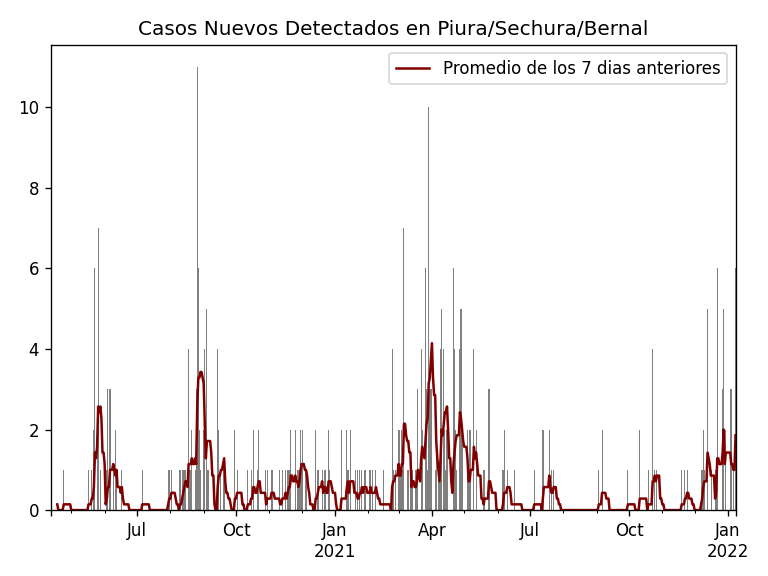 Casos Nuevos Detectados en Piura/Sechura/Bernal
Promedio de los 7 dias anteriores
10
8
6
4
2
0
Jul Oct Jan Apr Jul Oct Jan
2021 2022